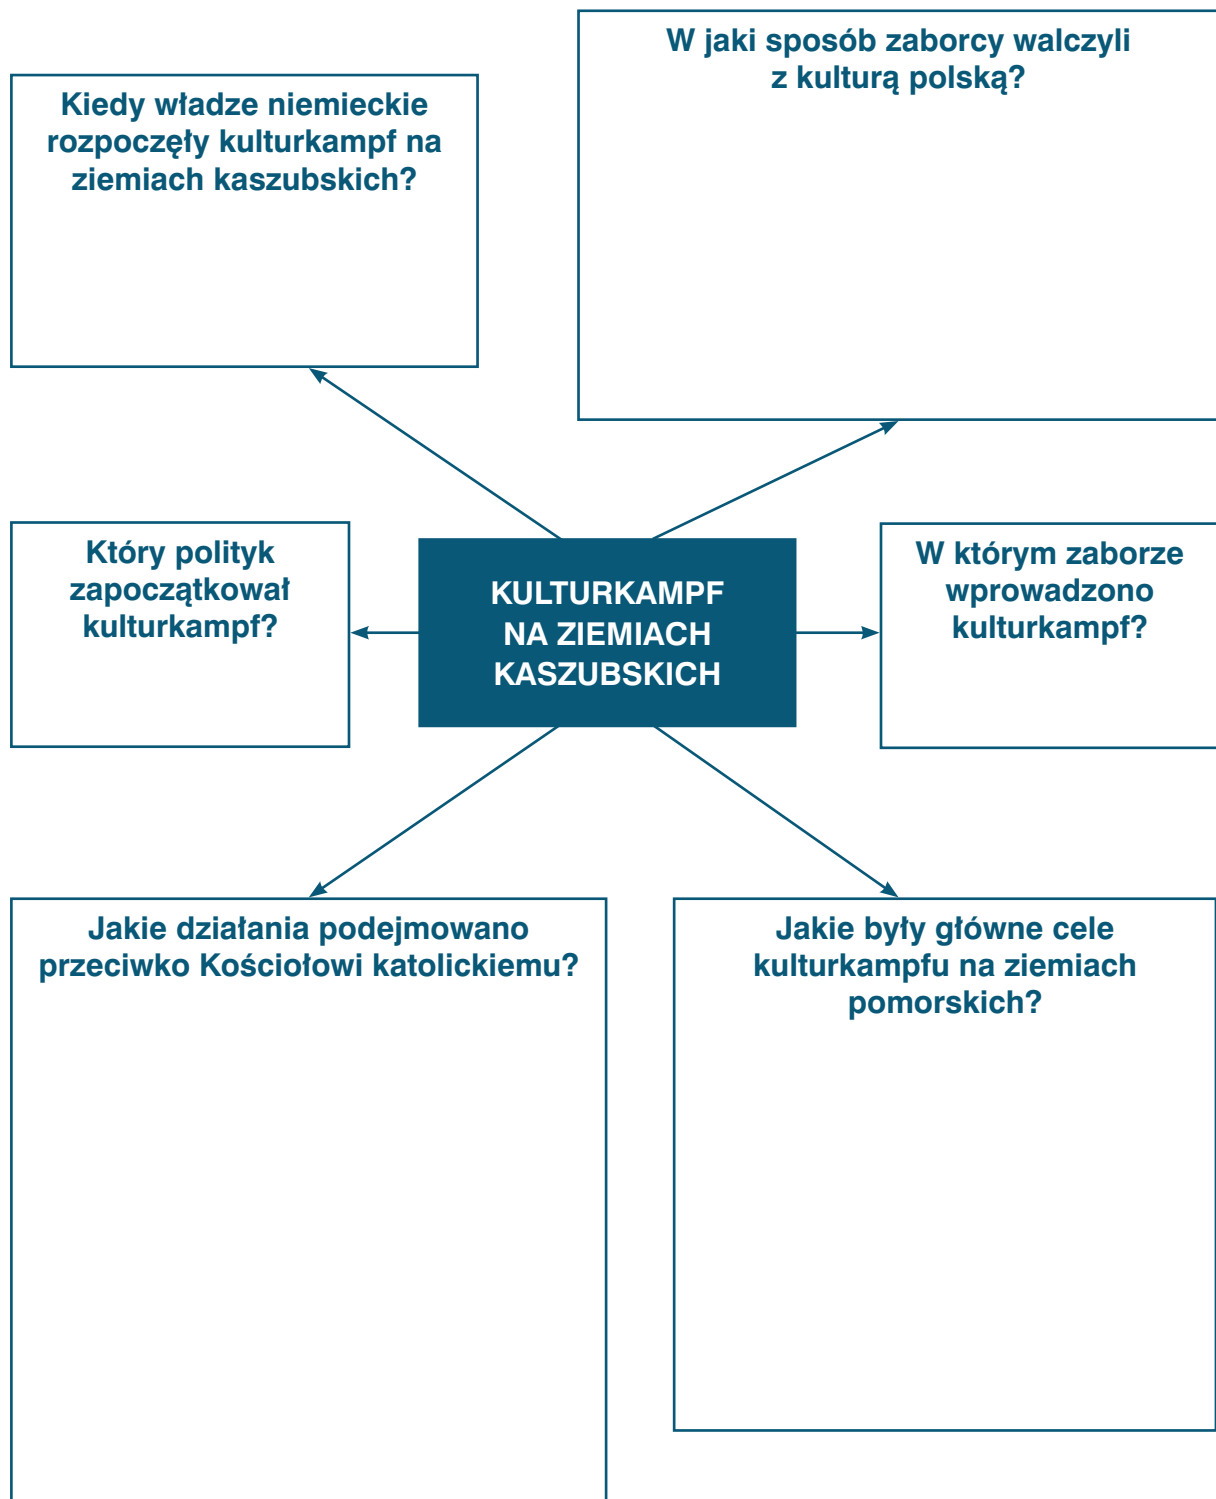 W jaki sposób zaborcy walczyli
z kulturą polską?
Kiedy władze niemieckie
rozpoczęły kulturkampf na
ziemiach kaszubskich?
Który polityk
zapoczątkował
kulturkampf?
KULTURKAMPF
NA ZIEMIACH
KASZUBSKICH
W którym zaborze
wprowadzono
kulturkampf?
Jakie działania podejmowano
przeciwko Kościołowi katolickiemu?
Jakie były główne cele
kulturkampfu na ziemiach
pomorskich?